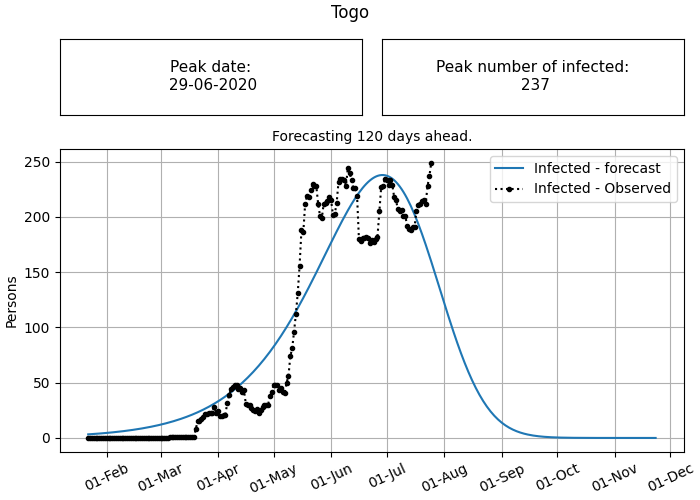 Togo
Peak date:
29-06-2020
Peak number of infected:
237
Forecasting 120 days ahead.
Infected - forecast
Infected - Observed
Persons
250
200
150
100
50
0
01-Feb
01-Mar
01-Apr
01-May
01-Jun
01-Jul
01-Aug
01-Sep
01-Oct
01-Nov
01-Dec